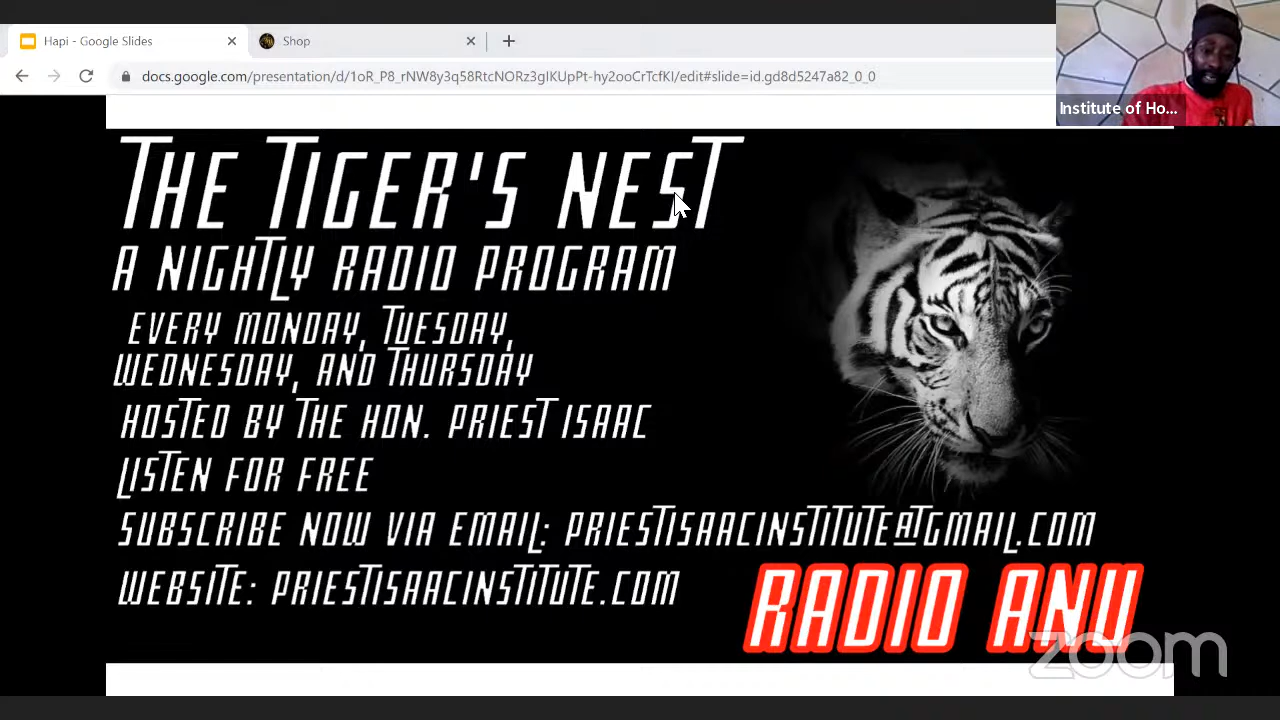 Hapi - Google Slides
Shop
docs.google.com/presentation/d/1oR_P8_rNW8y3q58RtcNORz3gIKUpPt-hy2ooCrTcfKI/edit#slide=id.gd8d5247a82_0_0
Institute of Ho...
THE TIGER'S NEST
A NIGHTLY RADIO PROGRAM
EVERY MONDAY, TUESDAY,
WEDNESDAY, AND THURSDAY
HOSTED BY THE HON. PRIEST ISAAC
LISTEN FOR FREE
SUBSCRIBE NOW VIA EMAIL: PRIESTISAACINSTITUTE@GMAIL.COM
WEBSITE: PRIESTISAACINSTITUTE.COM
RADIO ANU
zoom